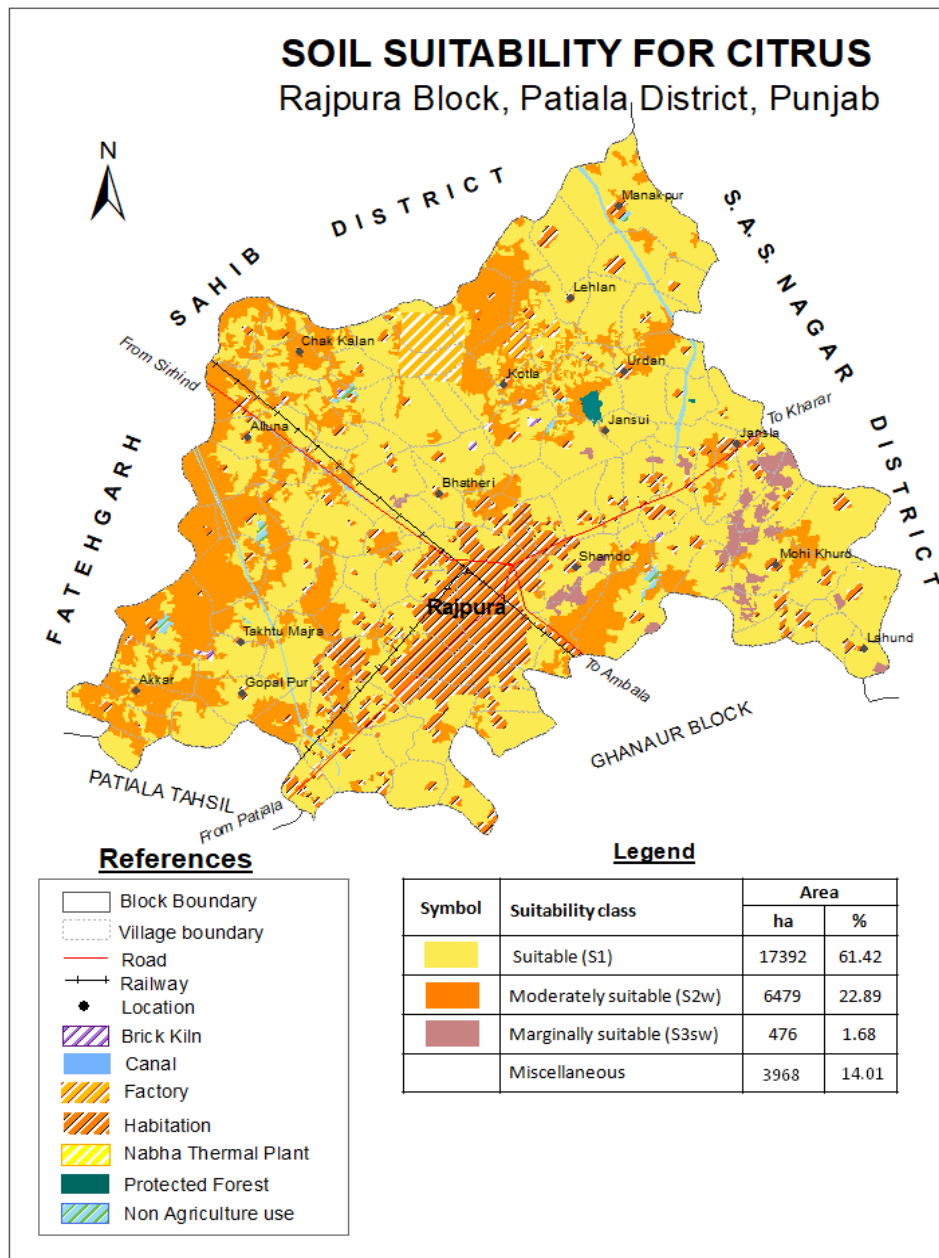 SOIL SUITABILITY FOR CITRUS
Rajpura Block, Patiala District, Punjab
N
FATEHGARH SAHIB DISTRICT
S.A.S. NAGAR DISTRICT
Manakpur
Lehlan
From Sirhind
Chak Kalan
Kotla
Urdan
To Kharar
Alluna
Jansui
Jansla
Bhatheri
Shamdo
Mohi Khurd
Rajpura
Takhtu Majra
Lahund
Akkar
Gopal Pur
To Ambala
GHANAUR BLOCK
PATIALA TAHSIL
From Patiala
References
Block Boundary
Village boundary
Road
Railway
Location
Brick Kiln
Canal
Factory
Habitation
Nabha Thermal Plant
Protected Forest
Non Agriculture use
Legend
Symbol Suitability class Area
ha %
Suitable (S1) 17392 61.42
Moderately suitable (S2w) 6479 22.89
Marginally suitable (S3sw) 476 1.68
Miscellaneous 3968 14.01